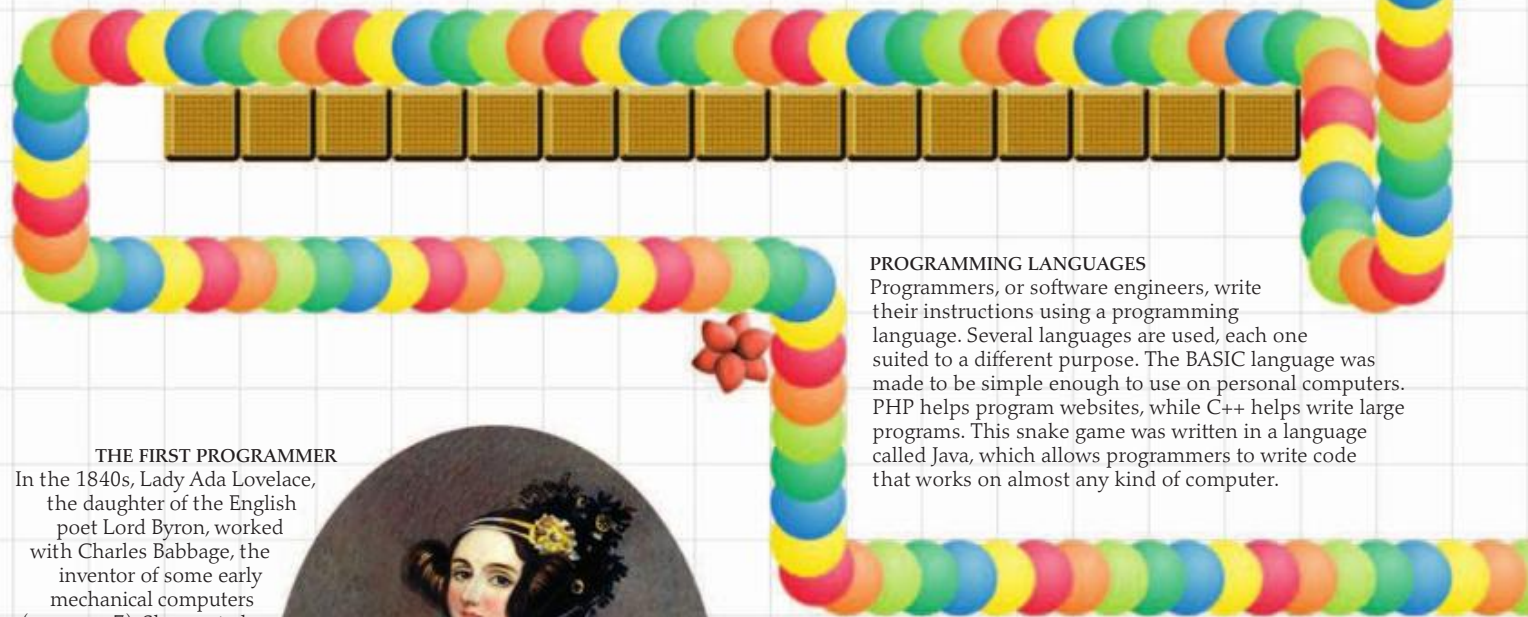 PROGRAMMING LANGUAGES
Programmers, or software engineers, write
their instructions using a programming
language. Several languages are used, each one
suited to a different purpose. The BASIC language was
made to be simple enough to use on personal computers.
PHP helps program websites, while C++ helps write large
programs. This snake game was written in a language
called Java, which allows programmers to write code
that works on almost any kind of computer.
THE FIRST PROGRAMMER
In the 1840s, Lady Ada Lovelace,
the daughter of the English
poet Lord Byron, worked
with Charles Babbage, the
inventor of some early
mechanical computers